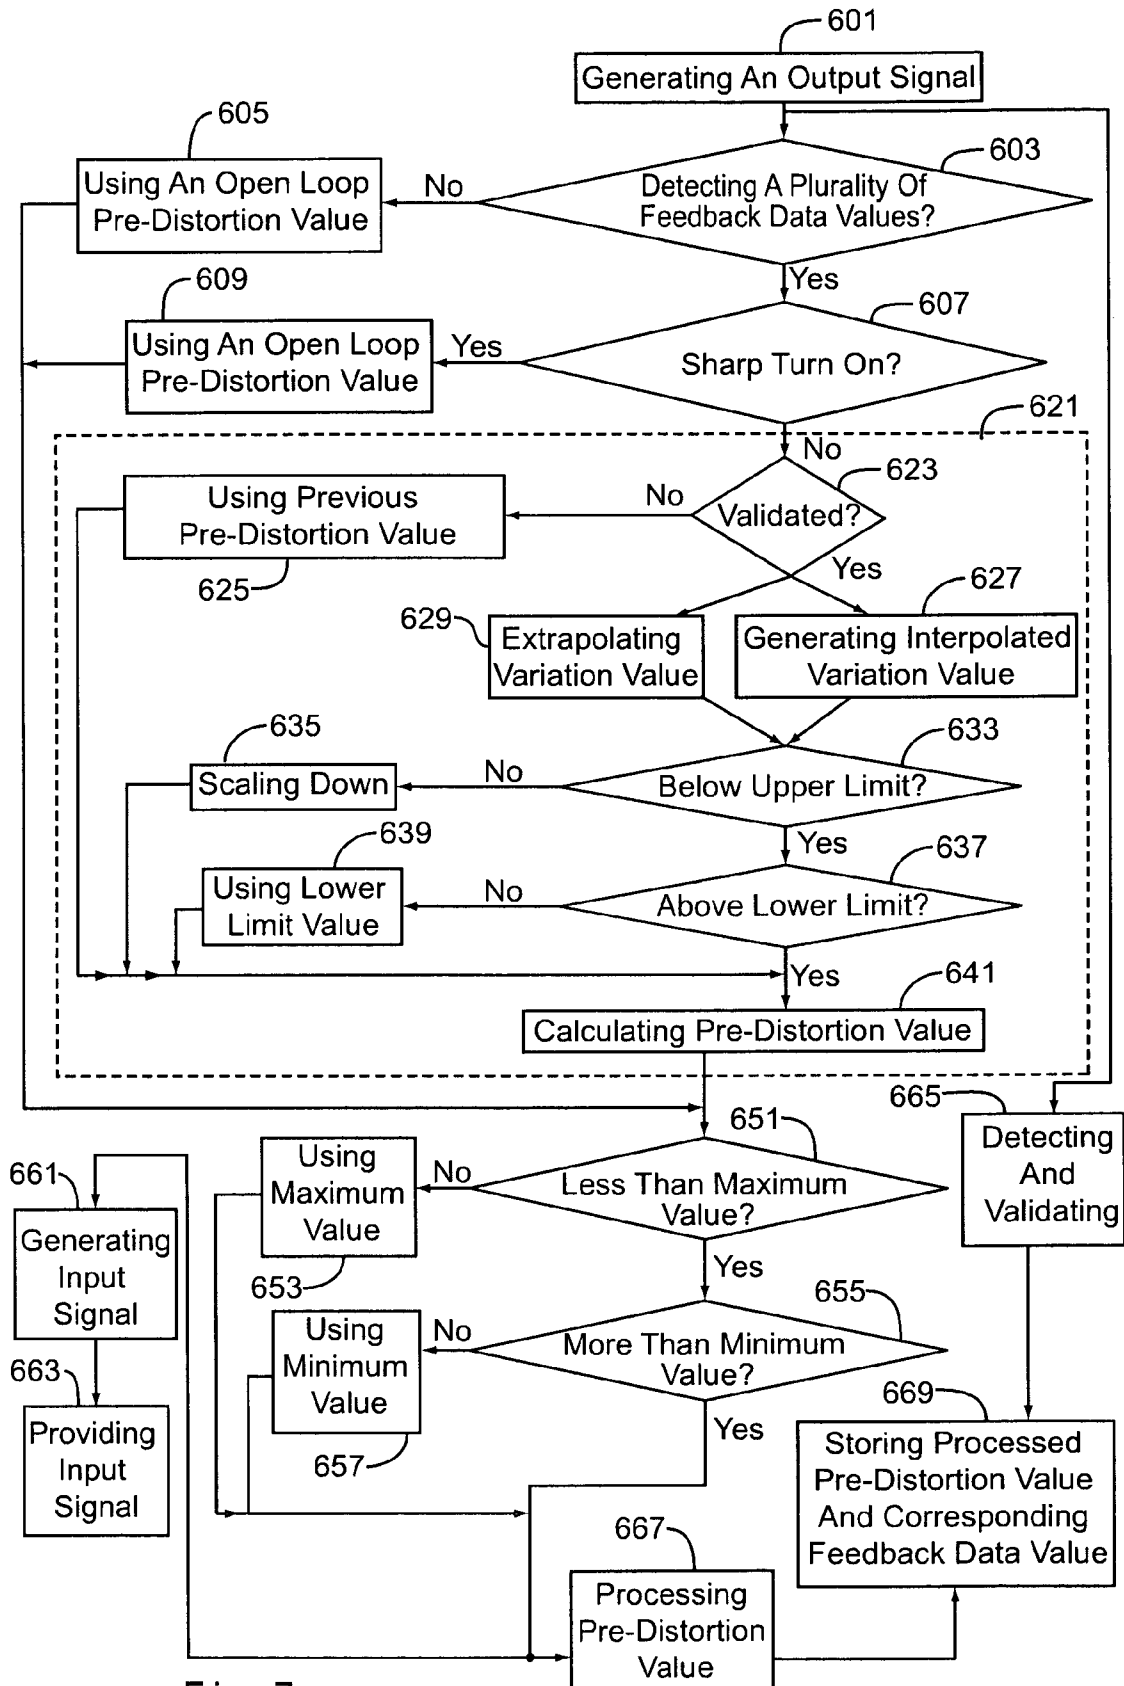 601
Generating An Output Signal
605
603
Using An Open Loop
Pre-Distortion Value
No
Detecting A Plurality Of
Feedback Data Values?
Yes
609
607
Using An Open Loop
Pre-Distortion Value
Yes
Sharp Turn On?
621
No
623
Using Previous
Pre-Distortion Value
No
Validated?
625
Yes
627
629
Extrapolating
Variation Value
Generating Interpolated
Variation Value
635
633
Scaling Down
No
Below Upper Limit?
639
Yes
637
Using Lower
Limit Value
No
Above Lower Limit?
Yes
641
Calculating Pre-Distortion Value
665
651
Detecting
And
Validating
661
Using
Maximum
Value
No
Less Than Maximum
Value?
Generating
Input
Signal
653
Yes
655
Using
Minimum
Value
No
More Than Minimum
Value?
663
669
Providing
Input
Signal
657
Yes
Storing Processed
Pre-Distortion Value
And Corresponding
Feedback Data Value
667
Processing
Pre-Distortion
Value